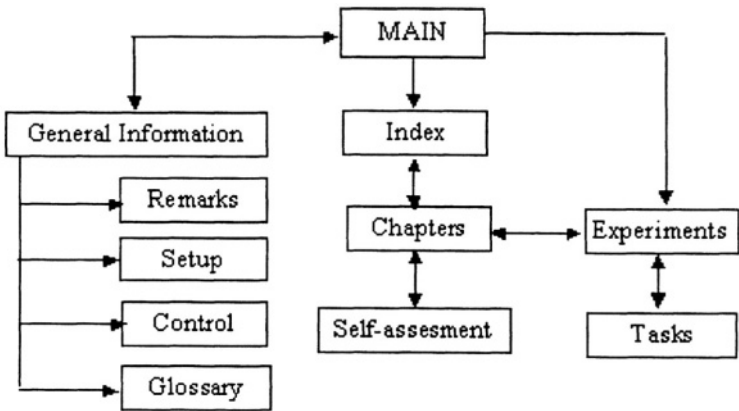 MAIN
General Information
Index
Remarks
Chapters
Experiments
Setup
Control
Self-assesment
Tasks
Glossary